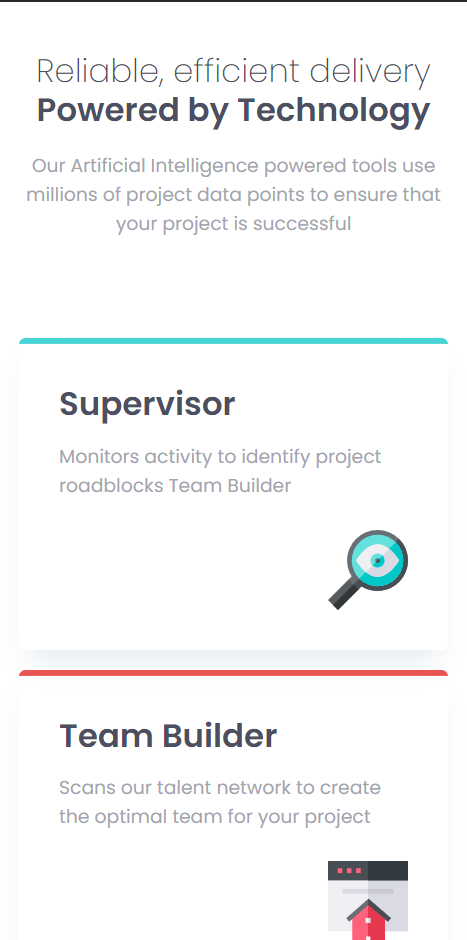 Reliable, efficient delivery
Powered by Technology
Our Artificial Intelligence powered tools use
millions of project data points to ensure that
your project is successful
Supervisor
Monitors activity to identify project
roadblocks Team Builder
Team Builder
Scans our talent network to create
the optimal team for your project